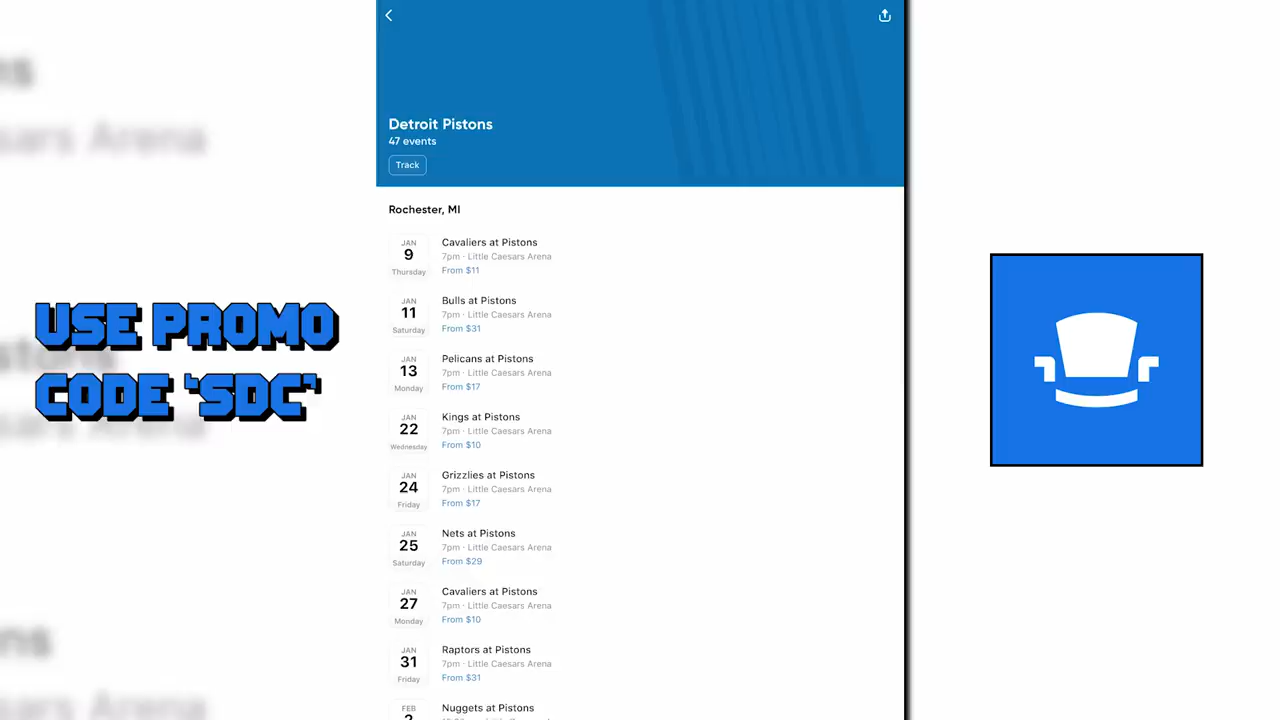 Detroit Pistons
47 events
Track
Rochester, MI
JAN
9
Thursday
Cavaliers at Pistons
7pm · Little Caesars Arena
From $11
JAN
11
Saturday
Bulls at Pistons
7pm · Little Caesars Arena
From $31
JAN
13
Monday
Pelicans at Pistons
7pm · Little Caesars Arena
From $17
JAN
22
Wednesday
Kings at Pistons
7pm · Little Caesars Arena
From $10
JAN
24
Friday
Grizzlies at Pistons
7pm · Little Caesars Arena
From $17
JAN
25
Saturday
Nets at Pistons
7pm · Little Caesars Arena
From $29
JAN
27
Monday
Cavaliers at Pistons
7pm · Little Caesars Arena
From $10
JAN
31
Friday
Raptors at Pistons
7pm · Little Caesars Arena
From $31
FEB
2
Nuggets at Pistons
USE PROMO
CODE 'SDC'